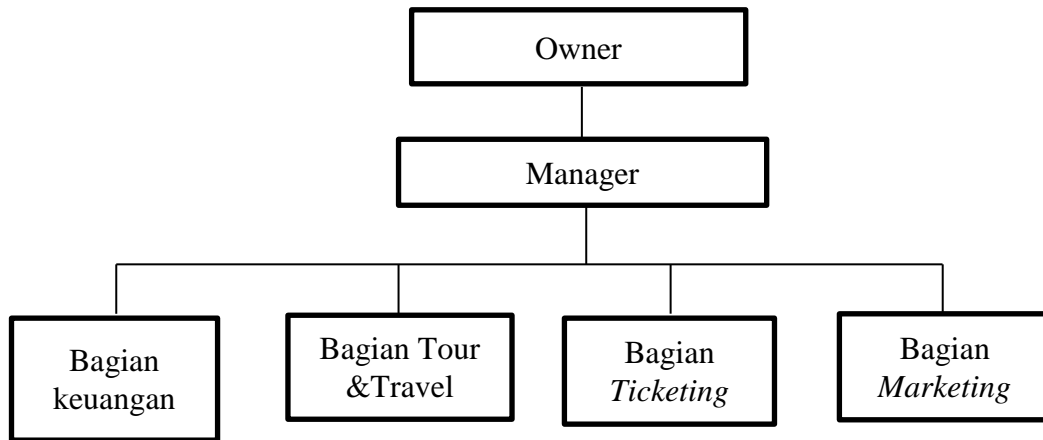 Owner
Manager
Bagian
keuangan
Bagian Tour
&Travel
Bagian
Ticketing
Bagian
Marketing